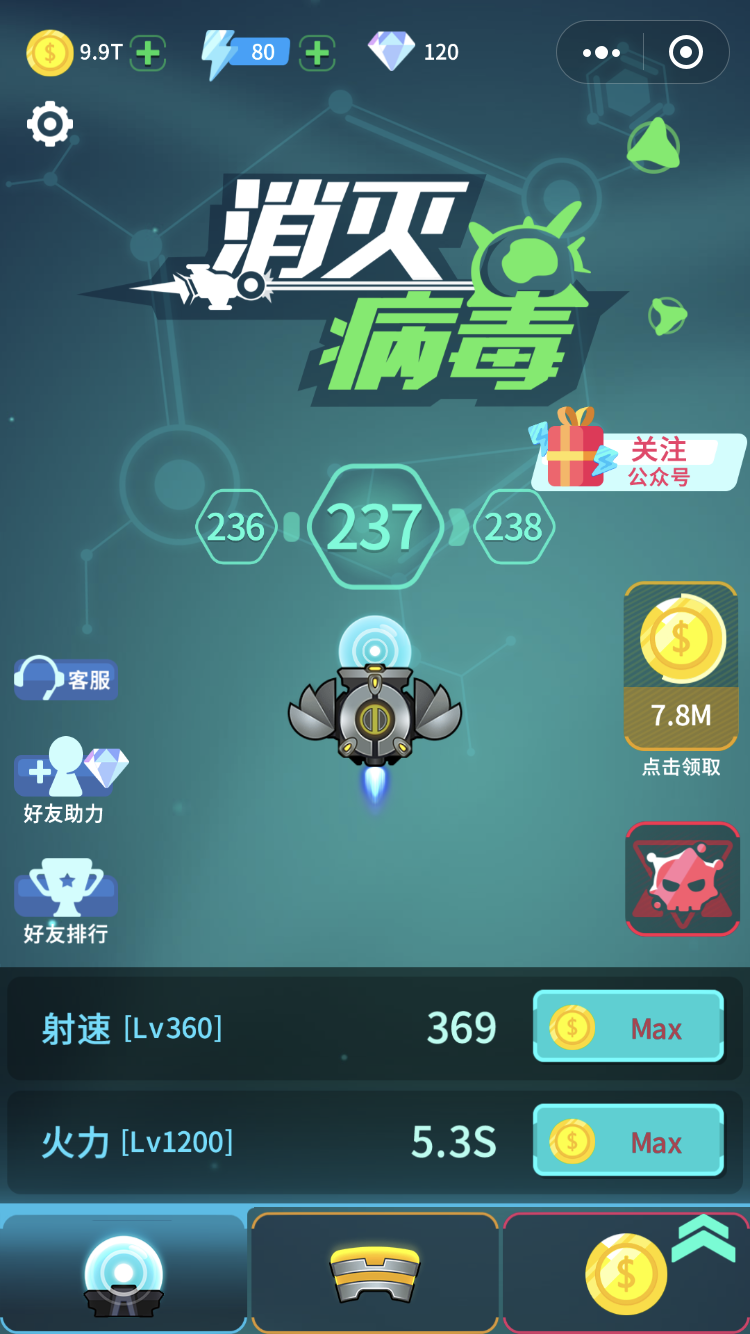 9.9T
80
120
消灭
病毒
关注
公众号
236
237
238
客服
7.8M
点击领取
好友助力
好友排行
射速 [Lv360]
369
Max
火力 [Lv1200]
5.3S
Max